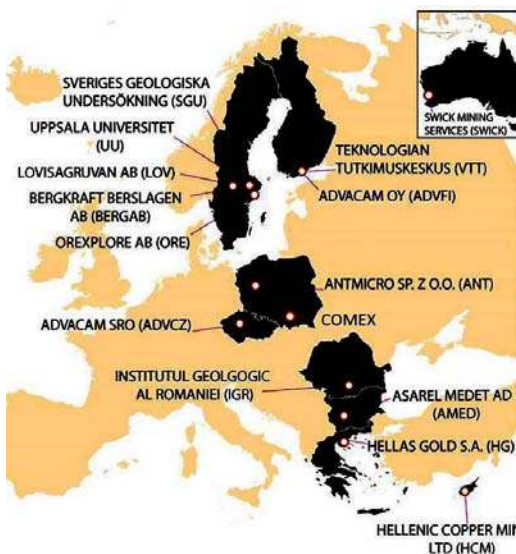 SWICK MINING
SERVICES (SWICK)
SVERIGES GEOLOGISKA
UNDERSÖKNING (SGU)
UPPSALA UNIVERSITET
(UU)
LOVISAGRUVAN AB (LOV)
BERGKRAFT BERSLAGEN
AB (BERGAB)
OREXPLORE AB (ORE)
TEKNOLOGIAN
TUTKIMUSKESKUS (VTT)
ADVACAM OY (ADVFI)
ANTMICRO SP. Z O.O. (ANT)
COMEX
ADVACAM SRO (ADVCZ)
INSTITUTUL GEOLGOGIC
AL ROMANIEI (IGR)
ASAREL MEDET AD
(AMED)
HELLAS GOLD S.A. (HG)
HELLENIC COPPER MIN
LTD (HCM)